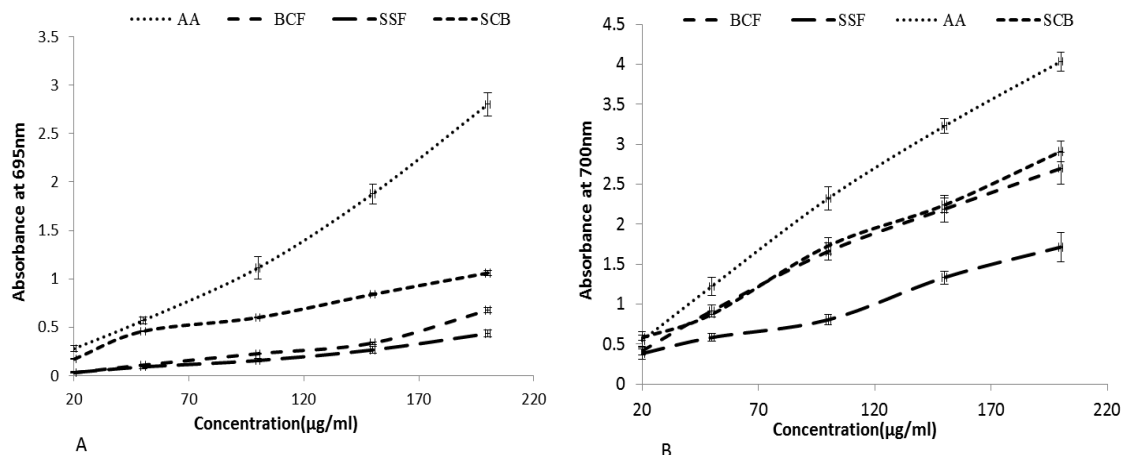 AA BCF SSF SCB
3.5
3
2.5
2
1.5
1
0.5
0
Absorbance at 695nm
20 70 120 170 220
Concentration(µg/ml)
A
BCF SSF AA SCB
4.5
4
3.5
3
2.5
2
1.5
1
0.5
0
Absorbance at 700nm
20 70 120 170 220
Concentration(µg/ml)
B